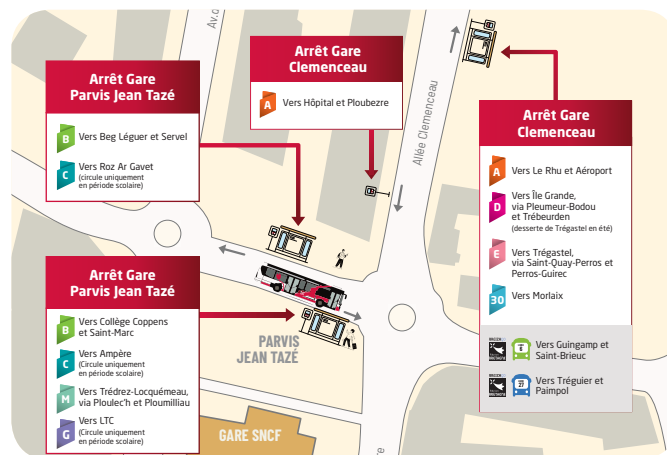 Av.d
Arrêt Gare
Parvis Jean Tazé
B Vers Beg Léguer et Servel
C Vers Roz Ar Gavet
(circule uniquement
en période scolaire)
Arrêt Gare
Clemenceau
A Vers Hôpital et Ploubezre
Allée Clemenceau
Arrêt Gare
Clemenceau
A Vers Le Rhu et Aéroport
D Vers Île Grande,
via Pleumeur-Bodou
et Trébeurden
(desserte de Trégastel en été)
E Vers Trégastel,
via Saint-Quay-Perros et
Perros-Guirec
30 Vers Morlaix
Vers Guingamp et
Saint-Brieuc
27 Vers Tréguier et
Paimpol
Arrêt Gare
Parvis Jean Tazé
B Vers Collège Coppens
et Saint-Marc
C Vers Ampère
(Circule uniquement
en période scolaire)
M Vers Trédrez-Locquémeau,
via Ploulec'h et Ploumilliau
G Vers LTC
(Circule uniquement
en période scolaire)
PARVIS
JEAN TAZÉ
GARE SNCF
re